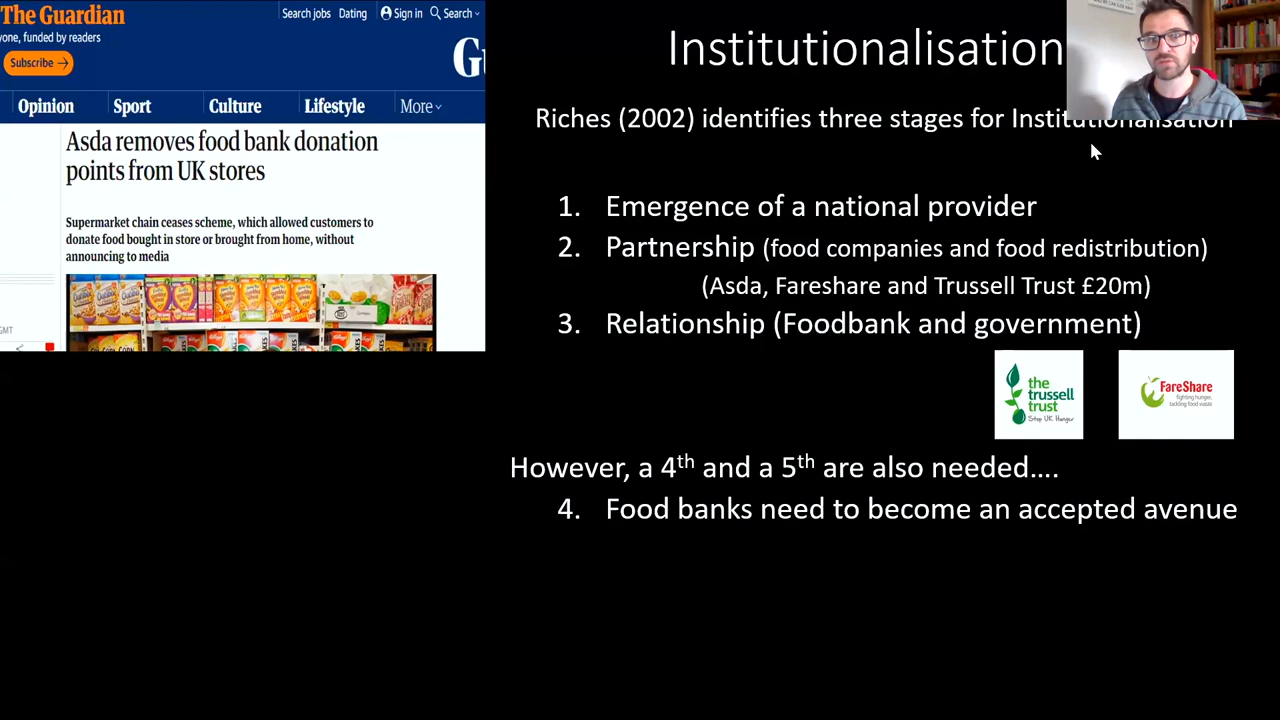 The Guardian
yone, funded by readers
Subscribe →
Search jobs Dating Sign in Search
Gu
Opinion Sport Culture Lifestyle More
Asda removes food bank donation
points from UK stores
Supermarket chain ceases scheme, which allowed customers to
donate food bought in store or brought from home, without
announcing to media
GMT
Institutionalisation
Riches (2002) identifies three stages for Institutionalisation
1. Emergence of a national provider
2. Partnership (food companies and food redistribution)
(Asda, Fareshare and Trussell Trust £20m)
3. Relationship (Foodbank and government)
the
trussell
trust
Stop UK Hunger
FareShare
fighting hunger,
tackling food waste
However, a 4th and a 5th are also needed....
4. Food banks need to become an accepted avenue